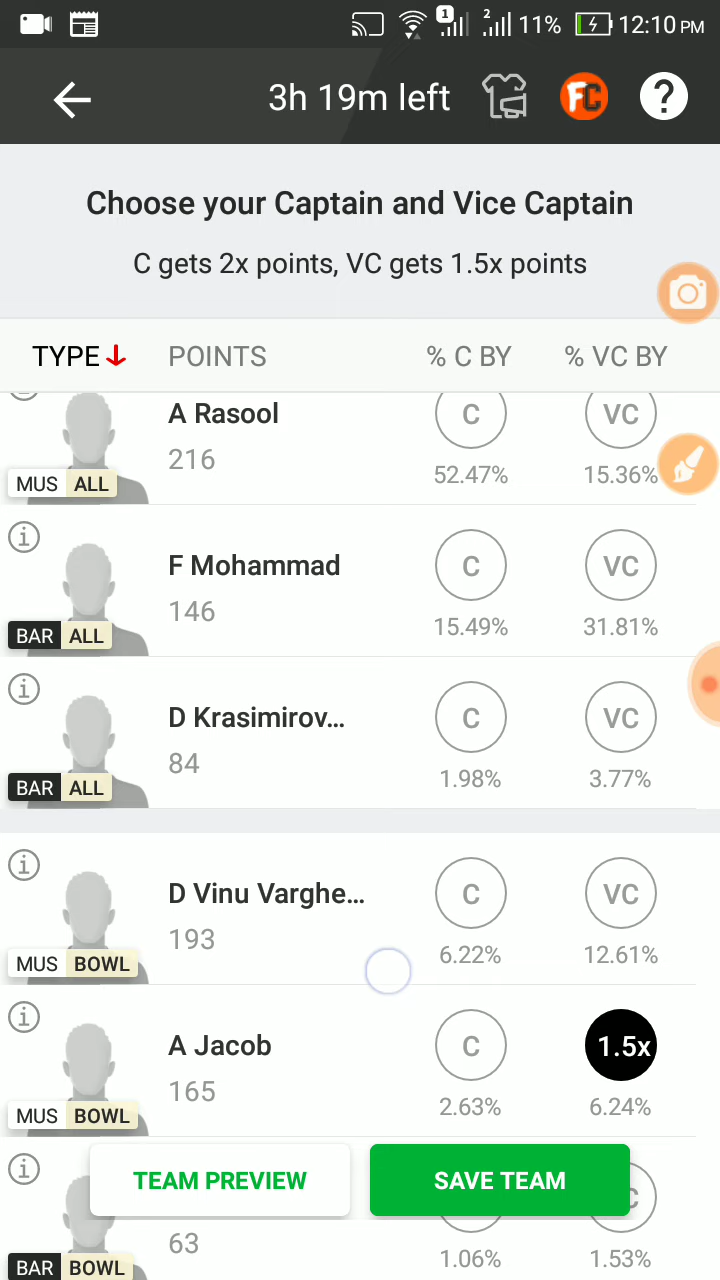 1 2 11% 12:10 PM
3h 19m left FC ?
Choose your Captain and Vice Captain
C gets 2x points, VC gets 1.5x points
TYPE POINTS % C BY % VC BY
A Rasool C VC
216
MUS ALL 52.47% 15.36%
i
F Mohammad C VC
146
BAR ALL 15.49% 31.81%
i
D Krasimirov... C VC
84
BAR ALL 1.98% 3.77%
i
D Vinu Varghe... C VC
193
MUS BOWL 6.22% 12.61%
i
A Jacob C 1.5x
165
MUS BOWL 2.63% 6.24%
i
TEAM PREVIEW SAVE TEAM
63
BAR BOWL 1.06% 1.53%